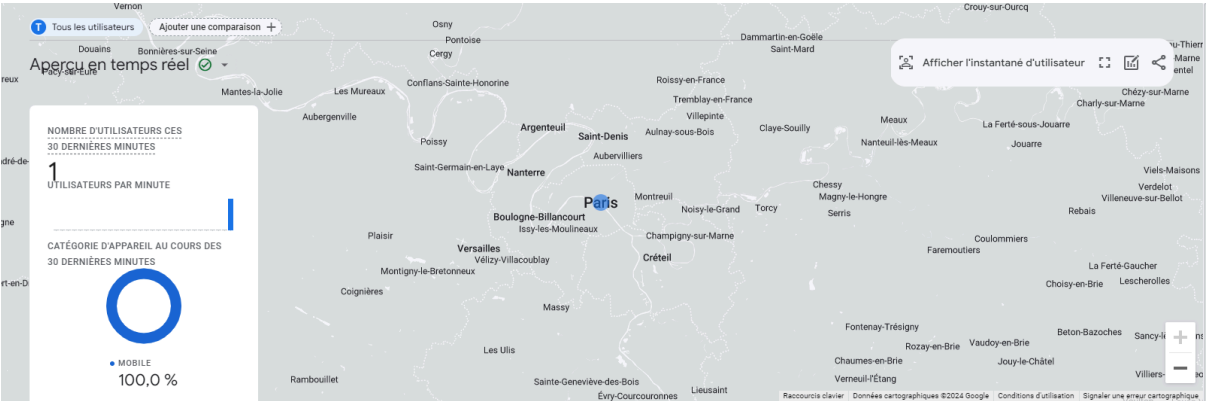 Vernon
Crouy-sur-Ourcq
T Tous les utilisateurs
Ajouter une comparaison +
Osny
Pontoise
Cergy
Dammartin-en-Goële
Saint-Mard
Douains
Bonnières-sur-Seine
Aperçu en temps réel
Pacy-sur-Eure
Afficher l'instantané d'utilisateur
Mantes-la-Jolie
Les Mureaux
Conflans-Sainte-Honorine
Roissy-en-France
Chézy-sur-Marne
Charly-sur-Marne
Tremblay-en-France
Villepinte
Aubergenville
Argenteuil
Saint-Denis
Aulnay-sous-Bois
Claye-Souilly
Meaux
La Ferté-sous-Jouarre
NOMBRE D'UTILISATEURS CES
30 DERNIÈRES MINUTES
1
Poissy
Nanteuil-lès-Meaux
Jouarre
Aubervilliers
Saint-Germain-en-Laye
Nanterre
Viels-Maisons
UTILISATEURS PAR MINUTE
Chessy
Verdelot
Magny-le-Hongre
Villeneuve-sur-Bellot
Paris
Montreuil
Noisy-le-Grand
Torcy
Serris
Rebais
Boulogne-Billancourt
Issy-les-Moulineaux
Plaisir
Champigny-sur-Marne
Coulommiers
CATÉGORIE D'APPAREIL AU COURS DES
30 DERNIÈRES MINUTES
Versailles
Vélizy-Villacoublay
Créteil
Faremoutiers
Montigny-le-Bretonneux
La Ferté-Gaucher
Choisy-en-Brie
Lescherolles
Coignières
Massy
Fontenay-Trésigny
Beton-Bazoches
Rozay-en-Brie
Vaudoy-en-Brie
Les Ulis
Chaumes-en-Brie
Jouy-le-Châtel
MOBILE
100,0 %
Rambouillet
Sainte-Geneviève-des-Bois
Verneuil-l'Étang
Lieusaint
Évry-Courcouronnes
Raccourcis clavier
Données cartographiques ©2024 Google
Conditions d'utilisation
Signaler une erreur cartographique